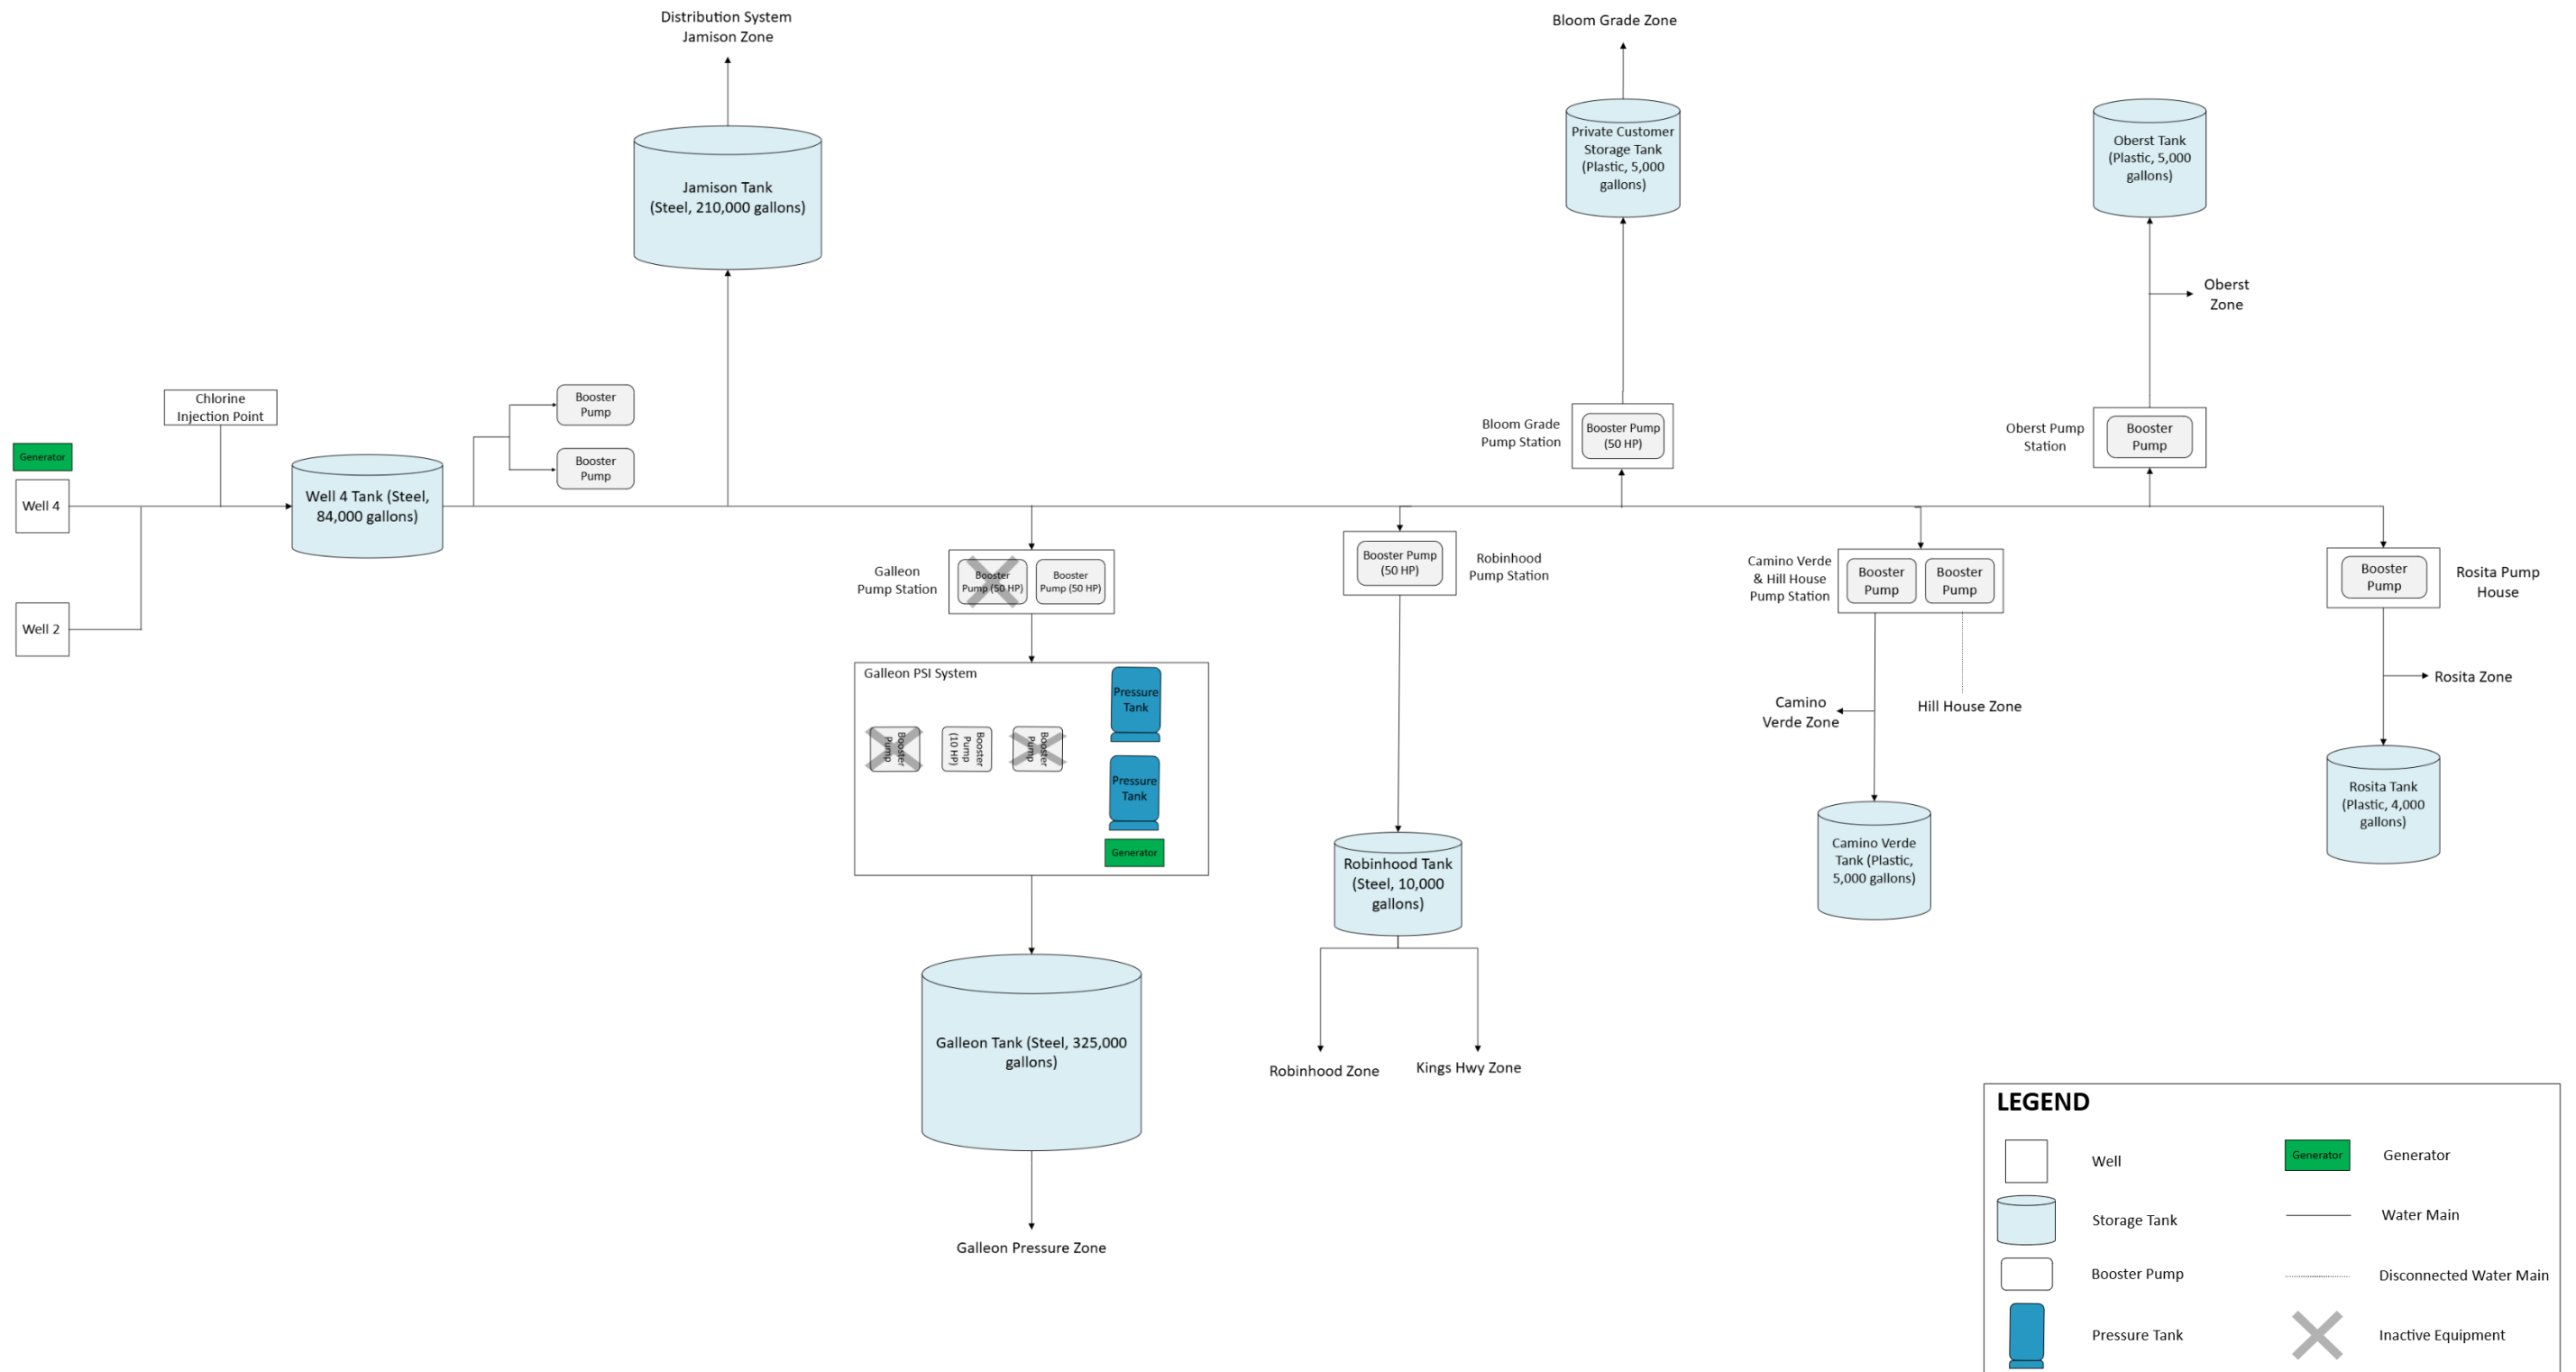 Distribution System
Jamison Zone
Bloom Grade Zone
Private Customer
Storage Tank
(Plastic, 5,000
gallons)
Oberst Tank
(Plastic, 5,000
gallons)
Jamison Tank
(Steel, 210,000 gallons)
Oberst
Zone
Chlorine
Injection Point
Booster
Pump
Booster
Pump
Bloom Grade
Pump Station
Booster Pump
(50 HP)
Oberst Pump
Station
Booster
Pump
Generator
Well 4
Well 4 Tank (Steel,
84,000 gallons)
Well 2
Galleon
Pump Station
Booster
Pump (50 HP)
Booster
Pump (50 HP)
Booster Pump
(50 HP)
Robinhood
Pump Station
Camino Verde
& Hill House
Pump Station
Booster
Pump
Booster
Pump
Booster
Pump
Rosita Pump
House
Galleon PSI System
Booster
Pump
Booster
Pump
(10 HP)
Booster
Pump
Pressure
Tank
Pressure
Tank
Generator
Camino
Verde Zone
Hill House Zone
Rosita Zone
Robinhood Tank
(Steel, 10,000
gallons)
Camino Verde
Tank (Plastic,
5,000 gallons)
Rosita Tank
(Plastic, 4,000
gallons)
Galleon Tank (Steel, 325,000
gallons)
Robinhood Zone
Kings Hwy Zone
Galleon Pressure Zone
LEGEND
Well
Generator
Generator
Storage Tank
Water Main
Booster Pump
Disconnected Water Main
Pressure Tank
Inactive Equipment